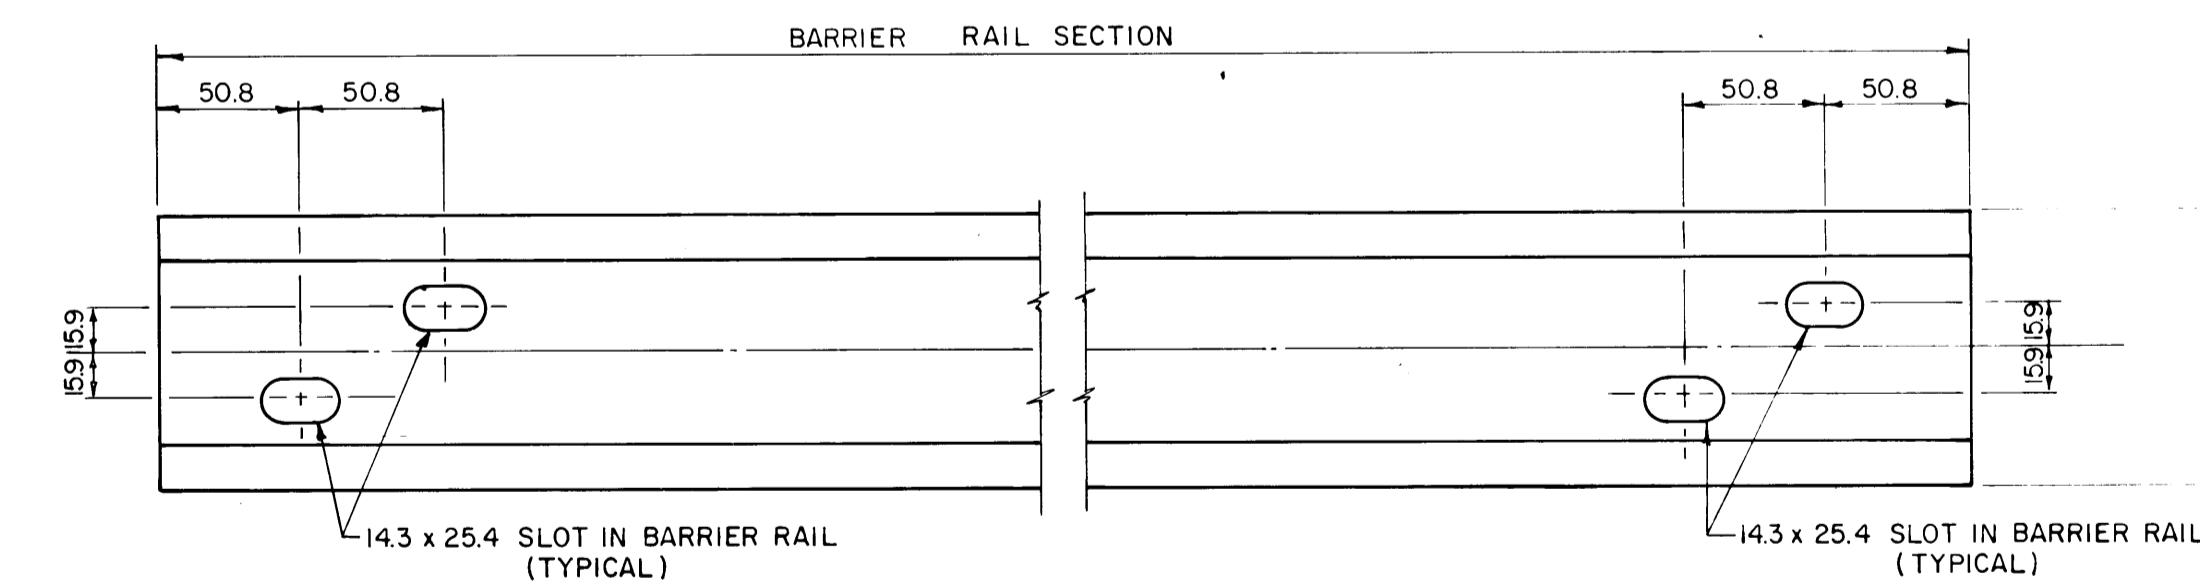 BARRIER RAIL SECTION
50.8 50.8 50.8 50.8
15.9 15.9
15.9 15.9
14.3 x 25.4 SLOT IN BARRIER RAIL
(TYPICAL)
14.3 x 25.4 SLOT IN BARRIER RAIL
(TYPICAL)